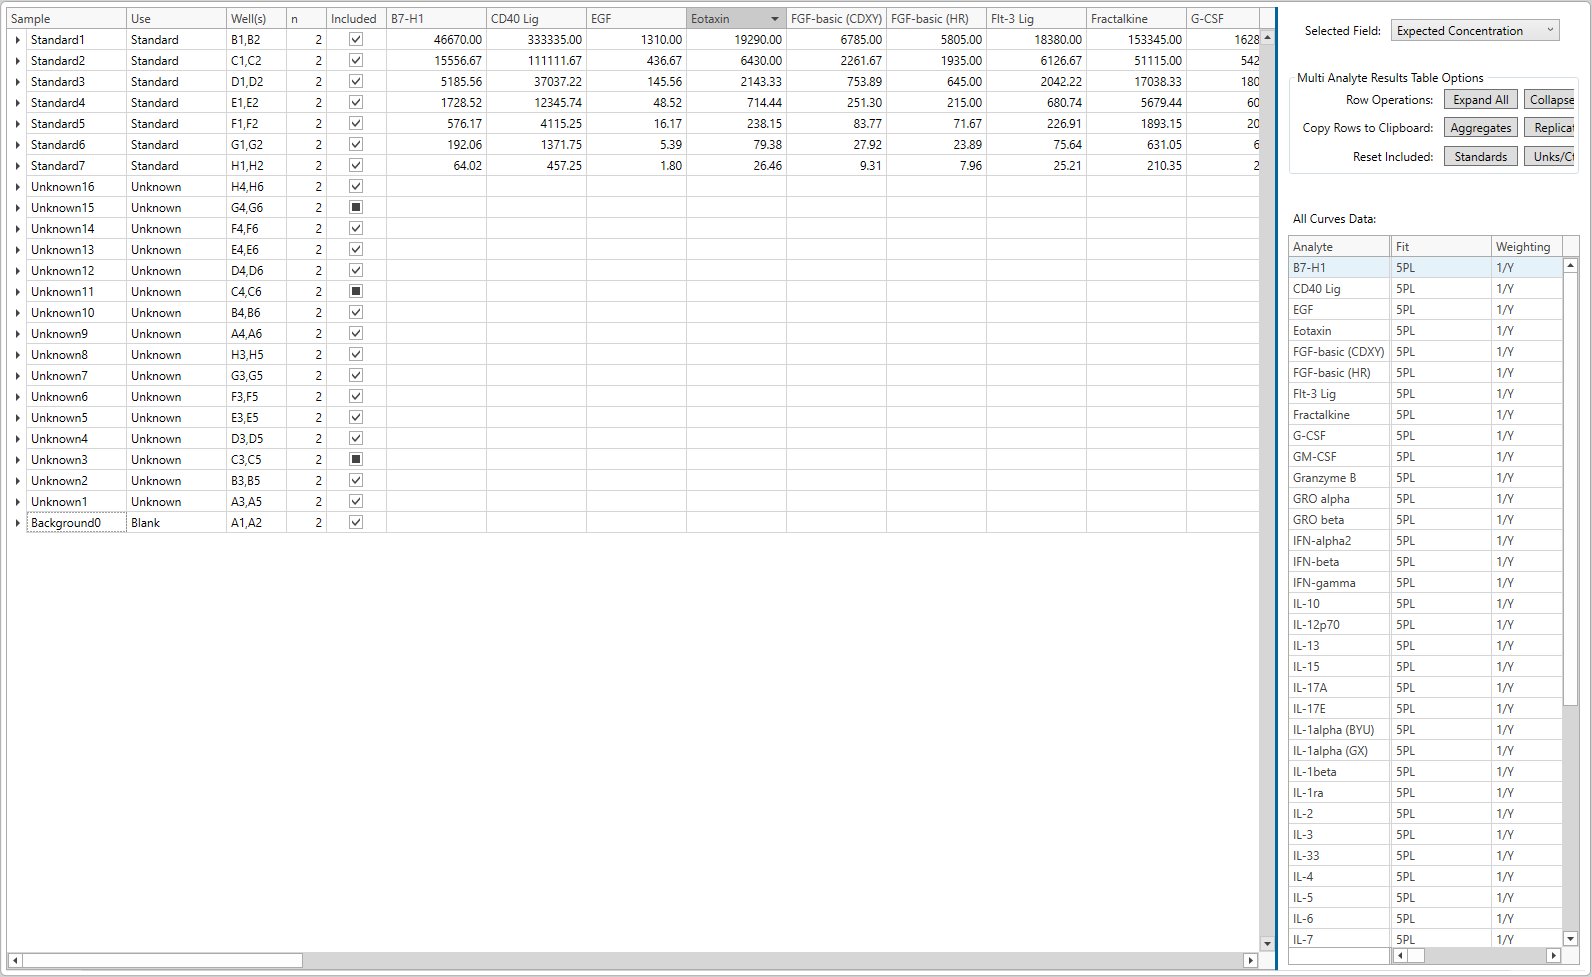 Sample Use Well(s) n Included B7-H1 CD40 Lig EGF Eotaxin FGF-basic (CDXY) FGF-basic (HR) Flt-3 Lig Fractalkine G-CSF
Standard1 Standard B1,B2 2 46670.00 333335.00 1310.00 19290.00 6785.00 5805.00 18380.00 153345.00 1628
Standard2 Standard C1,C2 2 15556.67 111111.67 436.67 6430.00 2261.67 1935.00 6126.67 51115.00 542
Standard3 Standard D1,D2 2 5185.56 37037.22 145.56 2143.33 753.89 645.00 2042.22 17038.33 180
Standard4 Standard E1,E2 2 1728.52 12345.74 48.52 714.44 251.30 215.00 680.74 5679.44 60
Standard5 Standard F1,F2 2 576.17 4115.25 16.17 238.15 83.77 71.67 226.91 1893.15 20
Standard6 Standard G1,G2 2 192.06 1371.75 5.39 79.38 27.92 23.89 75.64 631.05 6
Standard7 Standard H1,H2 2 64.02 457.25 1.80 26.46 9.31 7.96 25.21 210.35 2
Unknown16 Unknown H4,H6 2
Unknown15 Unknown G4,G6 2
Unknown14 Unknown F4,F6 2
Unknown13 Unknown E4,E6 2
Unknown12 Unknown D4,D6 2
Unknown11 Unknown C4,C6 2
Unknown10 Unknown B4,B6 2
Unknown9 Unknown A4,A6 2
Unknown8 Unknown H3,H5 2
Unknown7 Unknown G3,G5 2
Unknown6 Unknown F3,F5 2
Unknown5 Unknown E3,E5 2
Unknown4 Unknown D3,D5 2
Unknown3 Unknown C3,C5 2
Unknown2 Unknown B3,B5 2
Unknown1 Unknown A3,A5 2
Background0 Blank A1,A2 2
Selected Field: Expected Concentration
Multi Analyte Results Table Options
Row Operations: Expand All Collapse
Copy Rows to Clipboard: Aggregates Replicat
Reset Included: Standards Unks/Ct
All Curves Data:
Analyte Fit Weighting
B7-H1 5PL 1/Y
CD40 Lig 5PL 1/Y
EGF 5PL 1/Y
Eotaxin 5PL 1/Y
FGF-basic (CDXY) 5PL 1/Y
FGF-basic (HR) 5PL 1/Y
Flt-3 Lig 5PL 1/Y
Fractalkine 5PL 1/Y
G-CSF 5PL 1/Y
GM-CSF 5PL 1/Y
Granzyme B 5PL 1/Y
GRO alpha 5PL 1/Y
GRO beta 5PL 1/Y
IFN-alpha2 5PL 1/Y
IFN-beta 5PL 1/Y
IFN-gamma 5PL 1/Y
IL-10 5PL 1/Y
IL-12p70 5PL 1/Y
IL-13 5PL 1/Y
IL-15 5PL 1/Y
IL-17A 5PL 1/Y
IL-17E 5PL 1/Y
IL-1alpha (BYU) 5PL 1/Y
IL-1alpha (GX) 5PL 1/Y
IL-1beta 5PL 1/Y
IL-1ra 5PL 1/Y
IL-2 5PL 1/Y
IL-3 5PL 1/Y
IL-33 5PL 1/Y
IL-4 5PL 1/Y
IL-5 5PL 1/Y
IL-6 5PL 1/Y
IL-7 5PL 1/Y